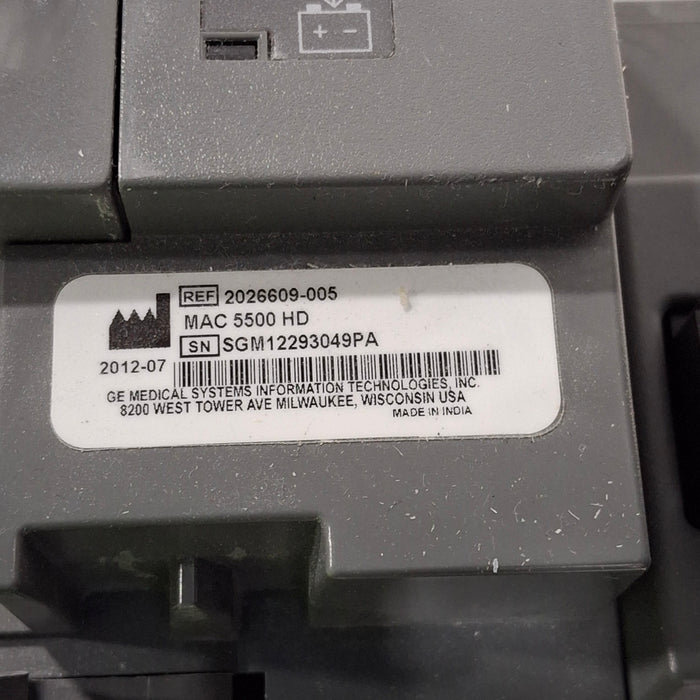 REF 2026609-005
MAC 5500 HD
SN SGM12293049PA
2012-07
GE MEDICAL SYSTEMS INFORMATION TECHNOLOGIES, INC.
8200 WEST TOWER AVE MILWAUKEE, WISCONSIN USA
MADE IN INDIA